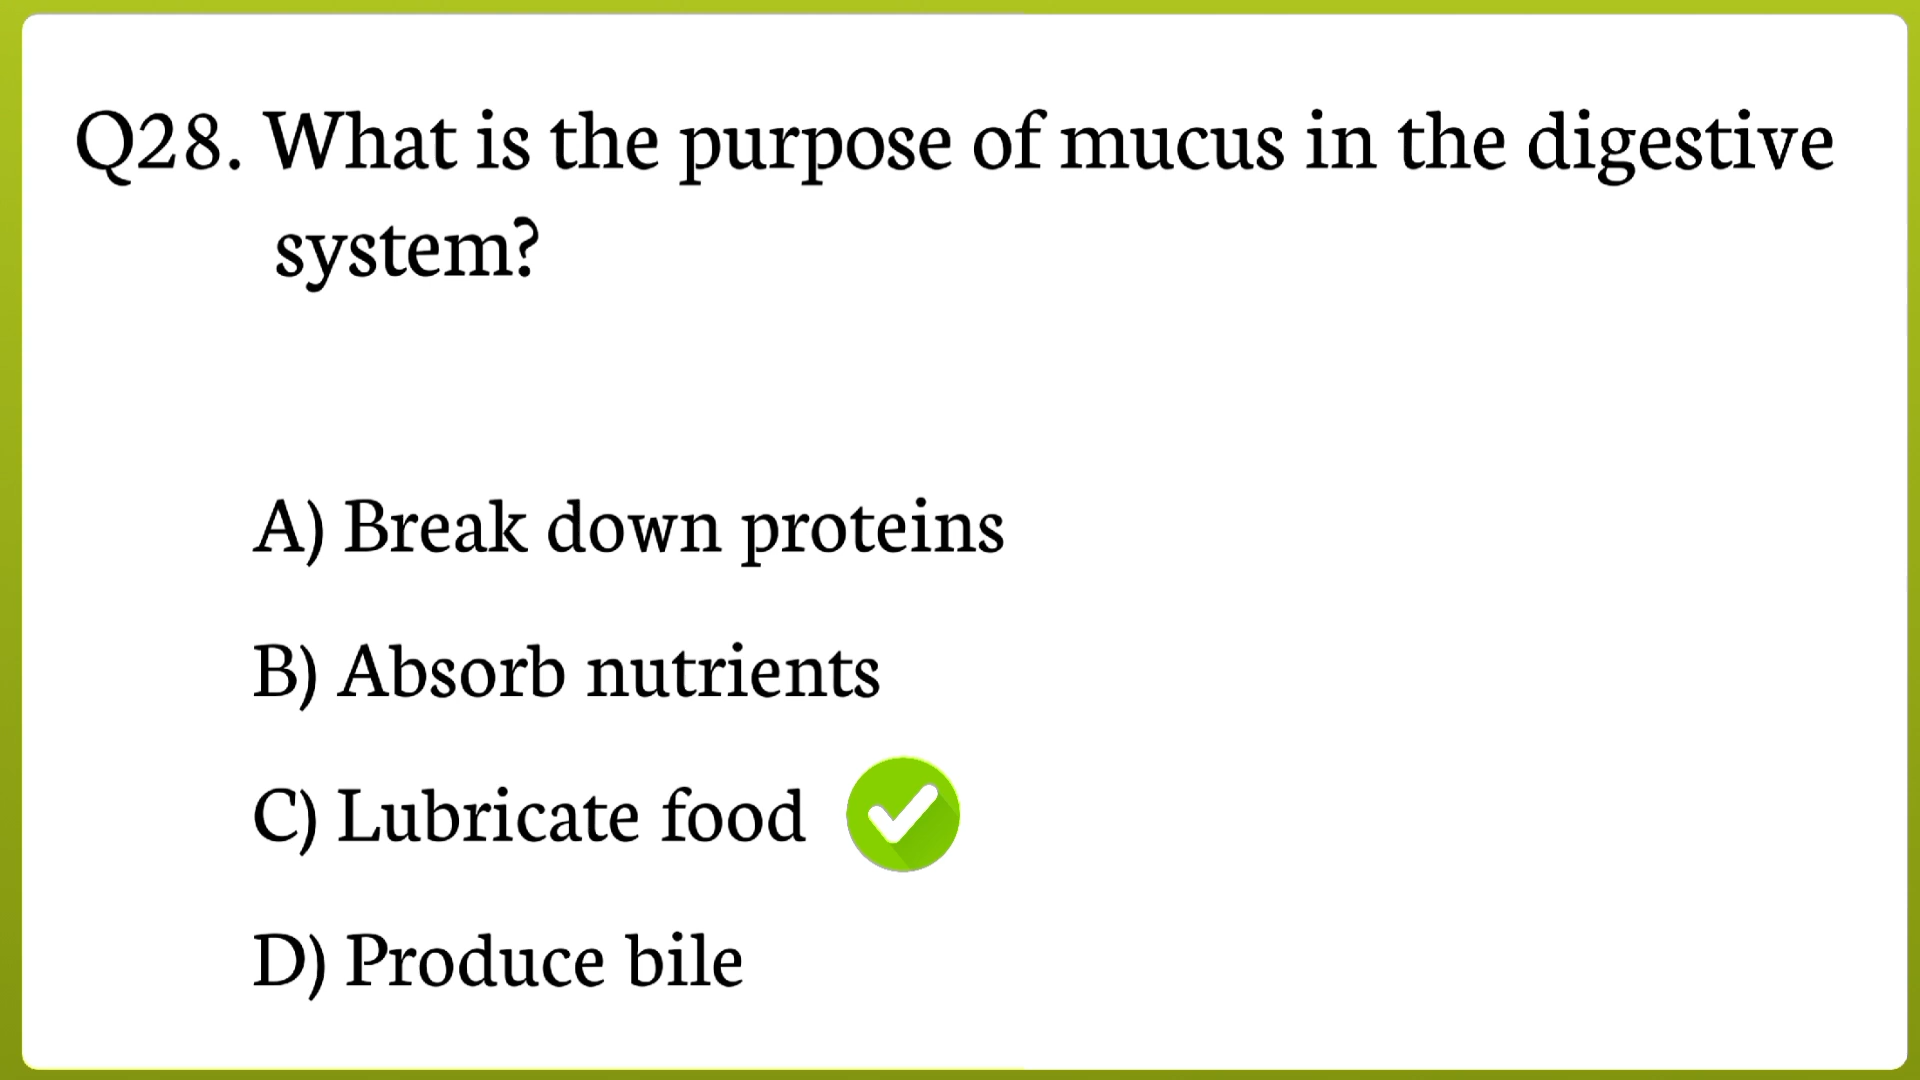 Q28. What is the purpose of mucus in the digestive
system?
A) Break down proteins
B) Absorb nutrients
C) Lubricate food
D) Produce bile